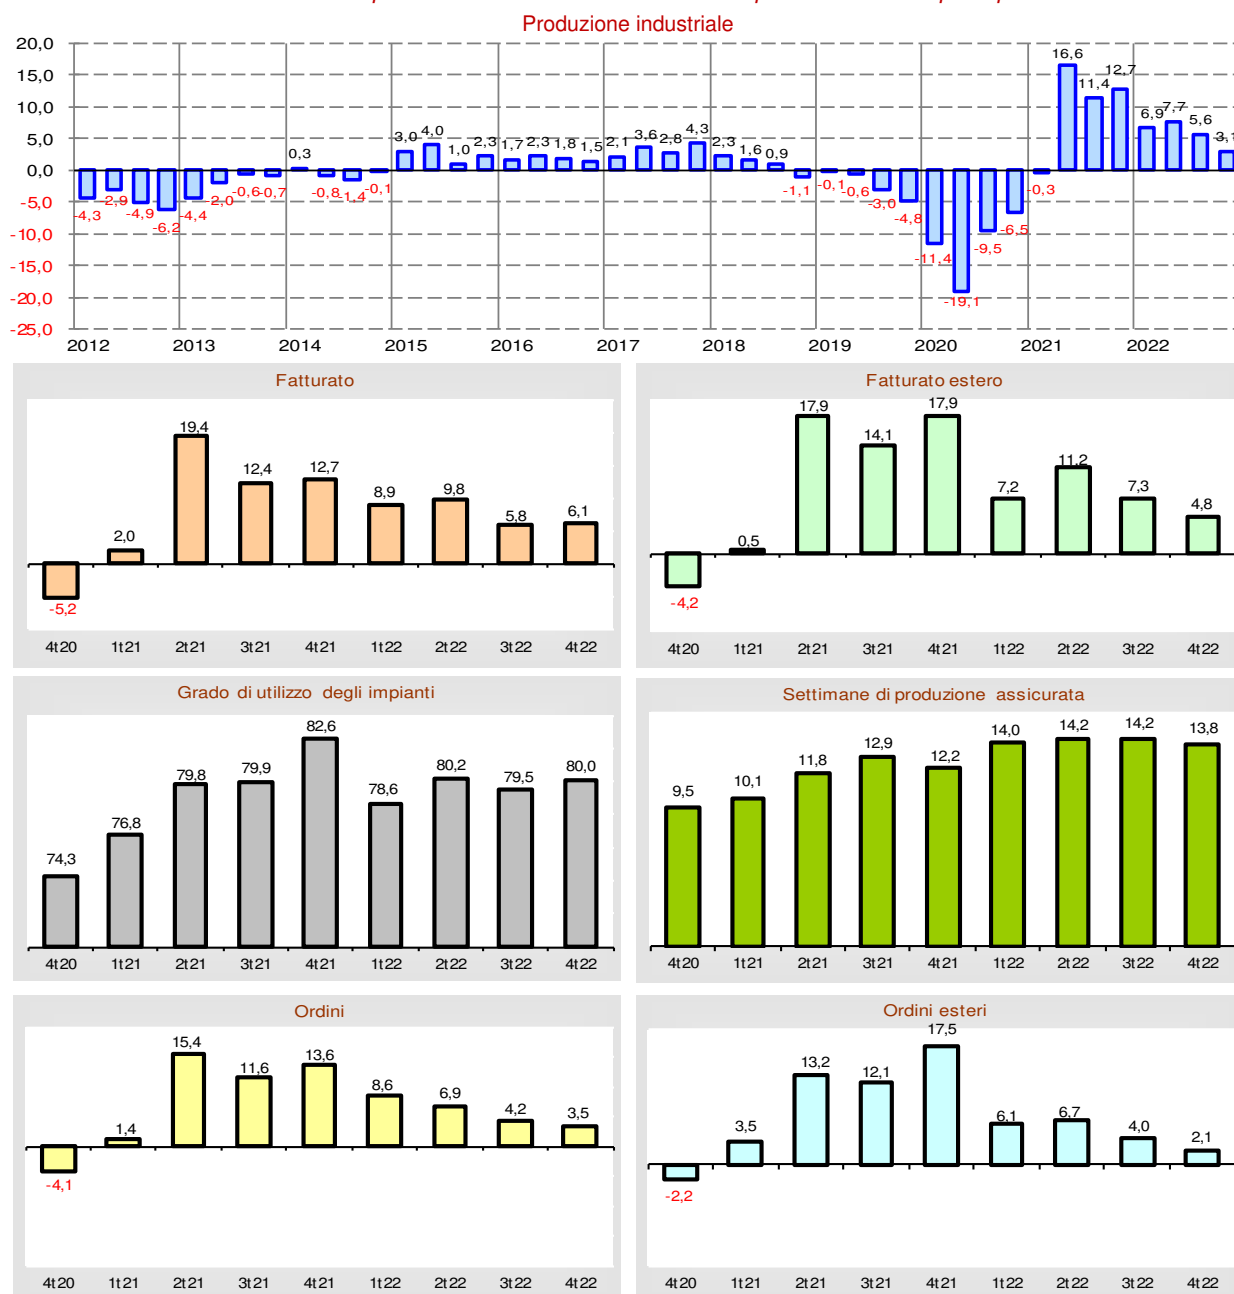 Produzione industriale
20,0
15,0
10,0
5,0
0,0
-5,0
-10,0
-15,0
-20,0
-25,0
-4,3
2,9
-4,9
-6,2
-4,4
2,0
-0,6
-0,7
0,3
-0,8
-1,4
-0,1
3,0
4,0
1,0
2,3
1,7
2,3
1,8
1,5
2,1
3,6
2,8
4,3
2,3
1,6
0,9
-1,1
-0,1
-0,6
-3,0
-4,8
-11,4
-19,1
-9,5
-6,5
-0,3
16,6
11,4
12,7
6,9
7,7
5,6
3,1
2012 2013 2014 2015 2016 2017 2018 2019 2020 2021 2022
Fatturato
-5,2 2,0 19,4 12,4 12,7 8,9 9,8 5,8 6,1
4t20 1t21 2t21 3t21 4t21 1t22 2t22 3t22 4t22
Fatturato estero
-4,2 0,5 17,9 14,1 17,9 7,2 11,2 7,3 4,8
4t20 1t21 2t21 3t21 4t21 1t22 2t22 3t22 4t22
Grado di utilizzo degli impianti
74,3 76,8 79,8 79,9 82,6 78,6 80,2 79,5 80,0
4t20 1t21 2t21 3t21 4t21 1t22 2t22 3t22 4t22
Settimane di produzione assicurata
9,5 10,1 11,8 12,9 12,2 14,0 14,2 14,2 13,8
4t20 1t21 2t21 3t21 4t21 1t22 2t22 3t22 4t22
Ordini
-4,1 1,4 15,4 11,6 13,6 8,6 6,9 4,2 3,5
4t20 1t21 2t21 3t21 4t21 1t22 2t22 3t22 4t22
Ordini esteri
-2,2 3,5 13,2 12,1 17,5 6,1 6,7 4,0 2,1
4t20 1t21 2t21 3t21 4t21 1t22 2t22 3t22 4t22